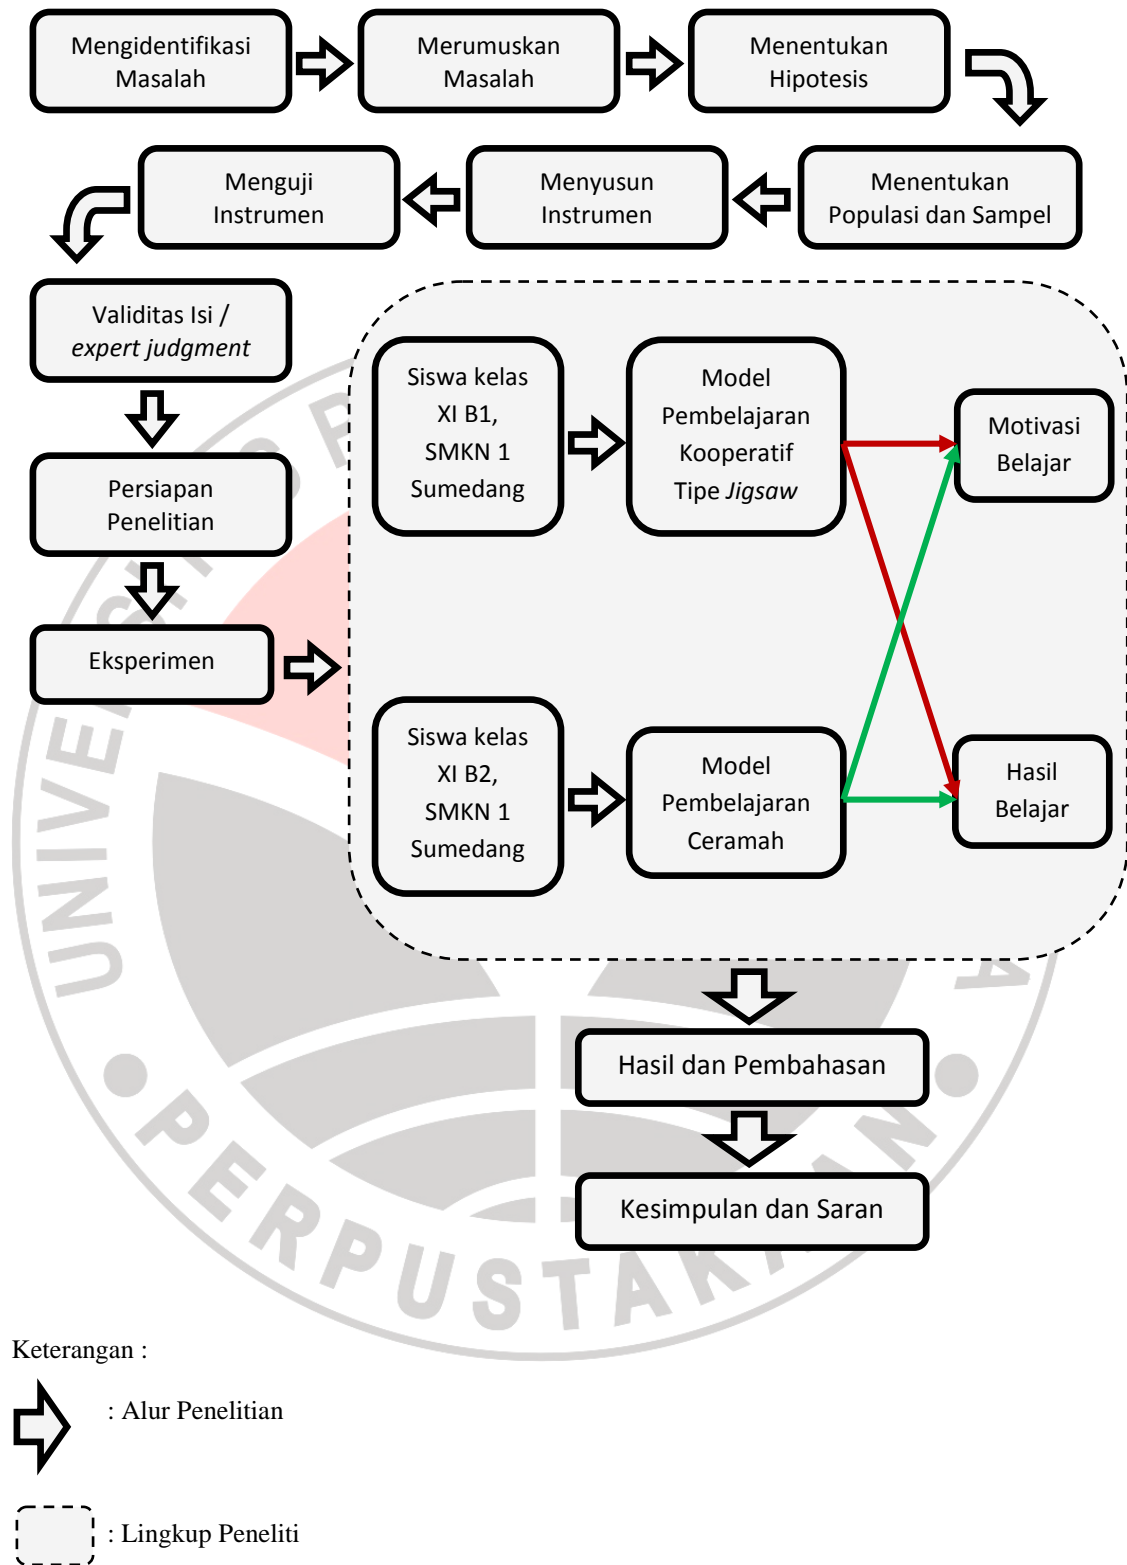 Mengidentifikasi
Masalah
Merumuskan
Masalah
Menentukan
Hipotesis
Menguji
Instrumen
Menyusun
Instrumen
Menentukan
Populasi dan Sampel
Validitas Isi /
expert judgment
Persiapan
Penelitian
Eksperimen
Siswa kelas
XI B1,
SMKN 1
Sumedang
Model
Pembelajaran
Kooperatif
Tipe Jigsaw
Motivasi
Belajar
Siswa kelas
XI B2,
SMKN 1
Sumedang
Model
Pembelajaran
Ceramah
Hasil
Belajar
Hasil dan Pembahasan
Kesimpulan dan Saran
PERPUSTAKAAN
Keterangan :
: Alur Penelitian
: Lingkup Peneliti